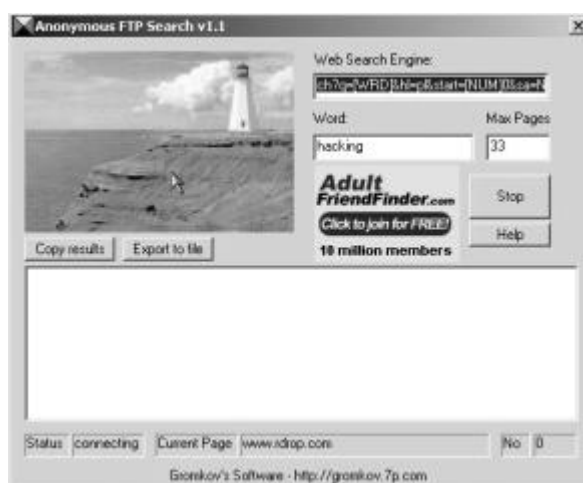 Anonymous FTP Search v1.1
Web Search Engine:
ch?q=[WRD]&hl=p&start=[NUM]0&sa=N
Word:
Max Pages
hacking
33
Adult
FriendFinder.com
Click to join for FREE!
10 million members
Stop
Help
Copy results
Export to file
Status
connecting
Current Page
www.rdrop.com
No
0
Gromkov's Software - http://gromkov.7p.com